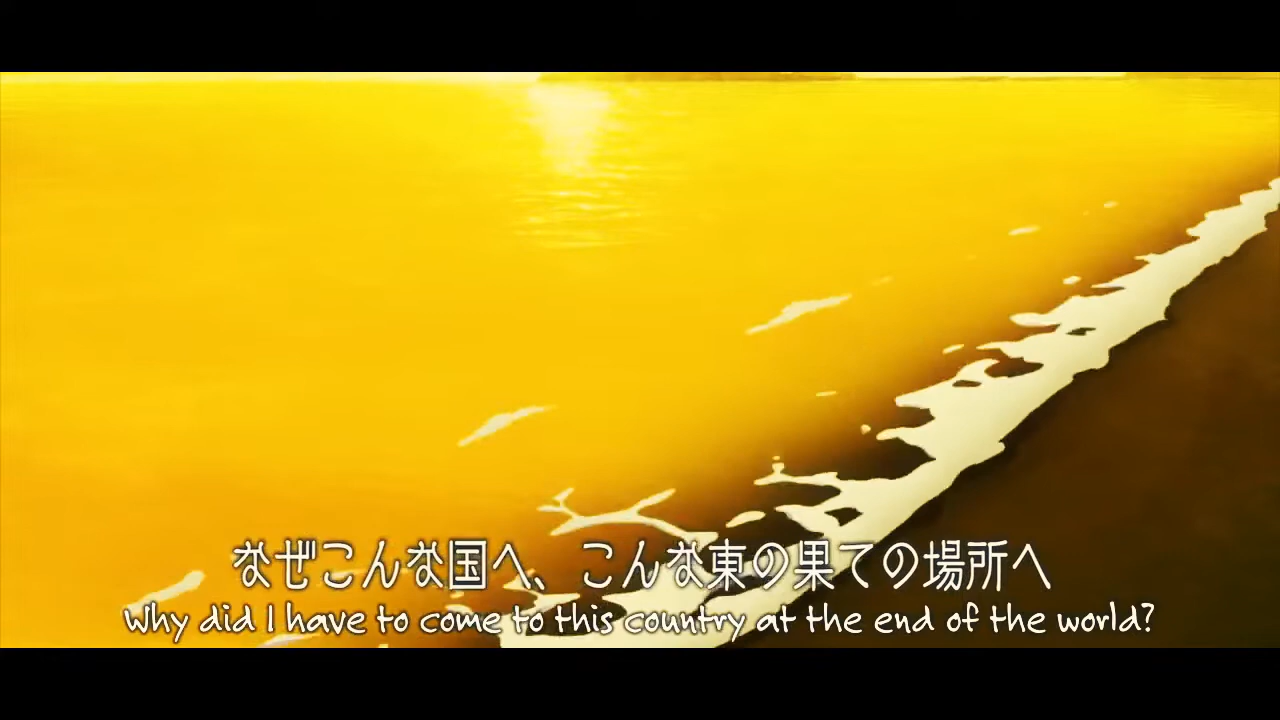 なぜこんな国へ、こんな東の果ての場所へ
Why did I have to come to this country at the end of the world?